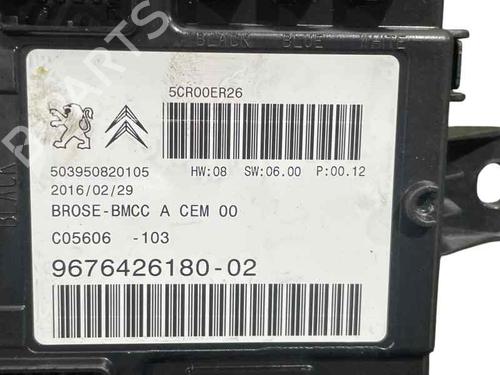 BLACK BLUE WHITE
5CR00ER26
503950820105 HW:08 SW:06.00 P:00.12
2016/02/29
BROSE-BMCC A CEM 00
C05606 -103
9676426180-02
BLACK